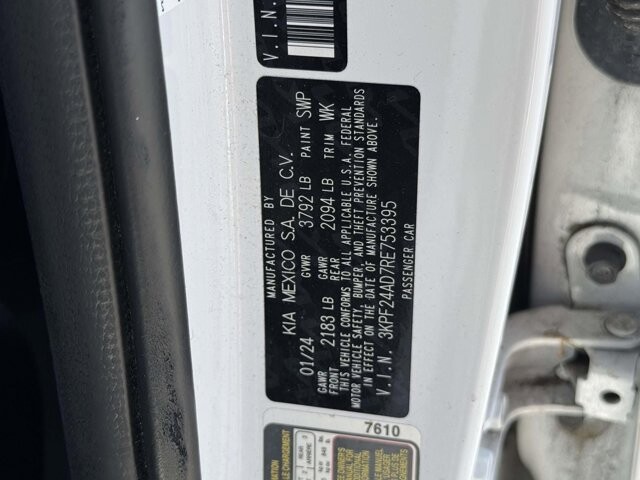 V.I.N.
MANUFACTURED BY
KIA MEXICO S.A. DE C.V.
01/24 GVWR 3792 LB PAINT SWP
GAWR FRONT 2183 LB GAWR REAR 2094 LB TRIM WK
THIS VEHICLE CONFORMS TO ALL APPLICABLE U.S.A. FEDERAL
MOTOR VEHICLE SAFETY, BUMPER, AND THEFT PREVENTION STANDARDS
IN EFFECT ON THE DATE OF MANUFACTURE SHOWN ABOVE.
V.I.N. 3KPF24AD7RE753395
PASSENGER CAR
7610